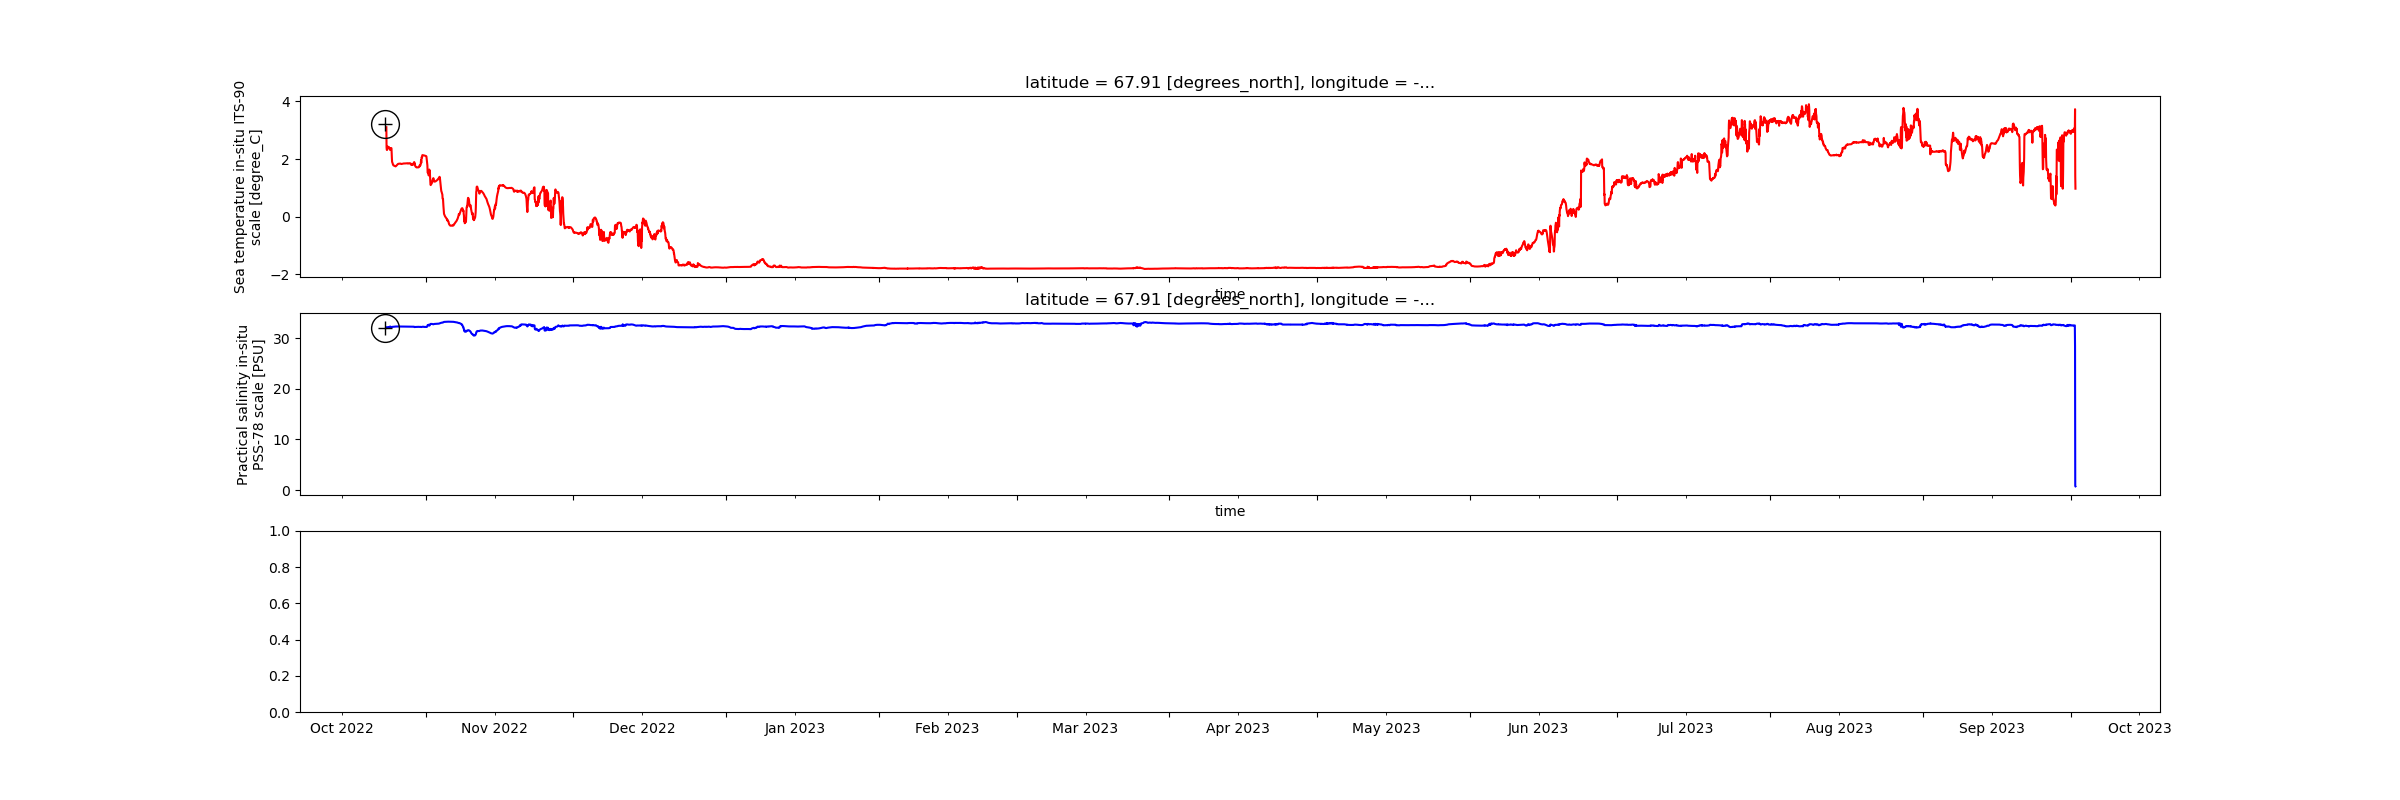 latitude = 67.91 [degrees_north], longitude = -...
Sea temperature in-situ ITS-90
scale [degree_C]
4
2
0
−2
time
latitude = 67.91 [degrees_north], longitude = -...
Practical salinity in-situ
PSS-78 scale [PSU]
30
20
10
0
time
1.0
0.8
0.6
0.4
0.2
0.0
Oct 2022 Nov 2022 Dec 2022 Jan 2023 Feb 2023 Mar 2023 Apr 2023 May 2023 Jun 2023 Jul 2023 Aug 2023 Sep 2023 Oct 2023